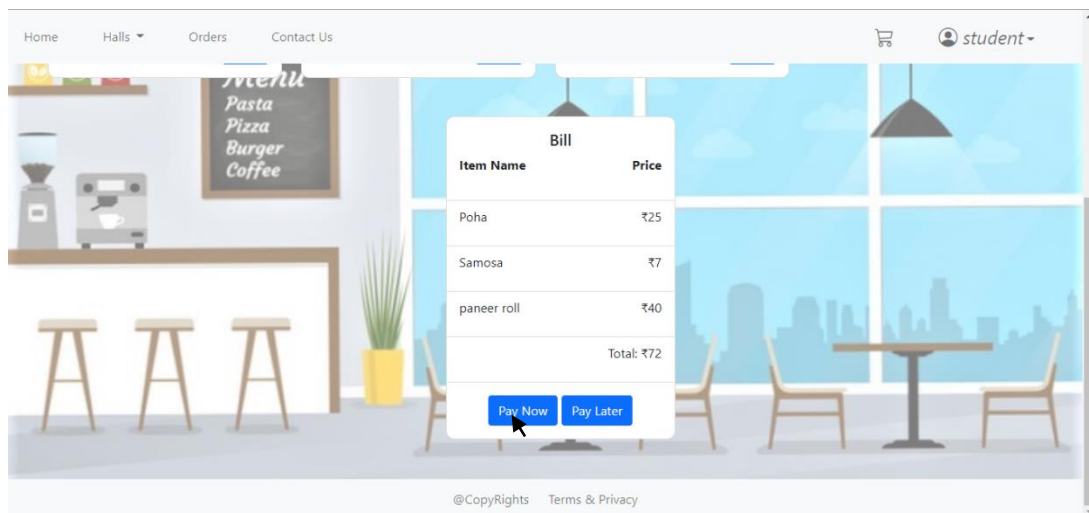 Home Halls Orders Contact Us student
Menu
Pasta
Pizza
Burger
Coffee
Bill
Item Name Price
Poha ₹25
Samosa ₹7
paneer roll ₹40
Total: ₹72
Pay Now Pay Later
@CopyRights Terms & Privacy